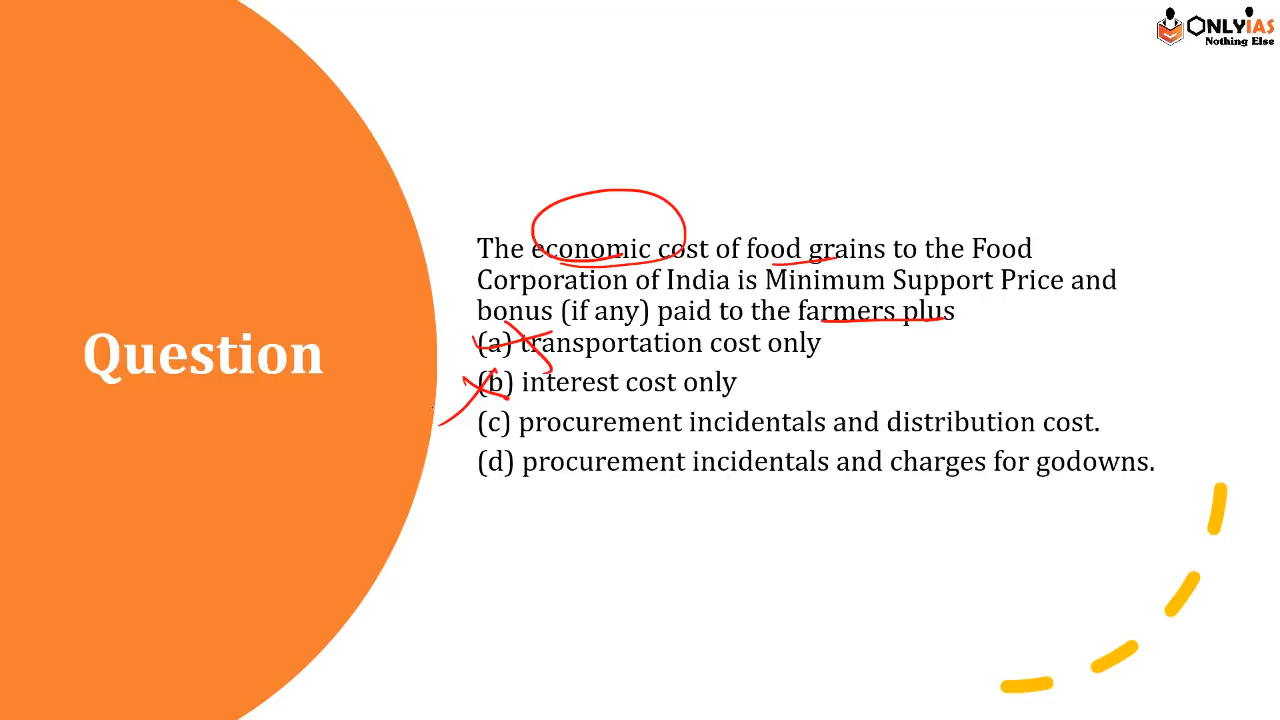 ONLYIAS
Nothing Else
Question
The economic cost of food grains to the Food
Corporation of India is Minimum Support Price and
bonus (if any) paid to the farmers plus
(a) transportation cost only
(b) interest cost only
(c) procurement incidentals and distribution cost.
(d) procurement incidentals and charges for godowns.